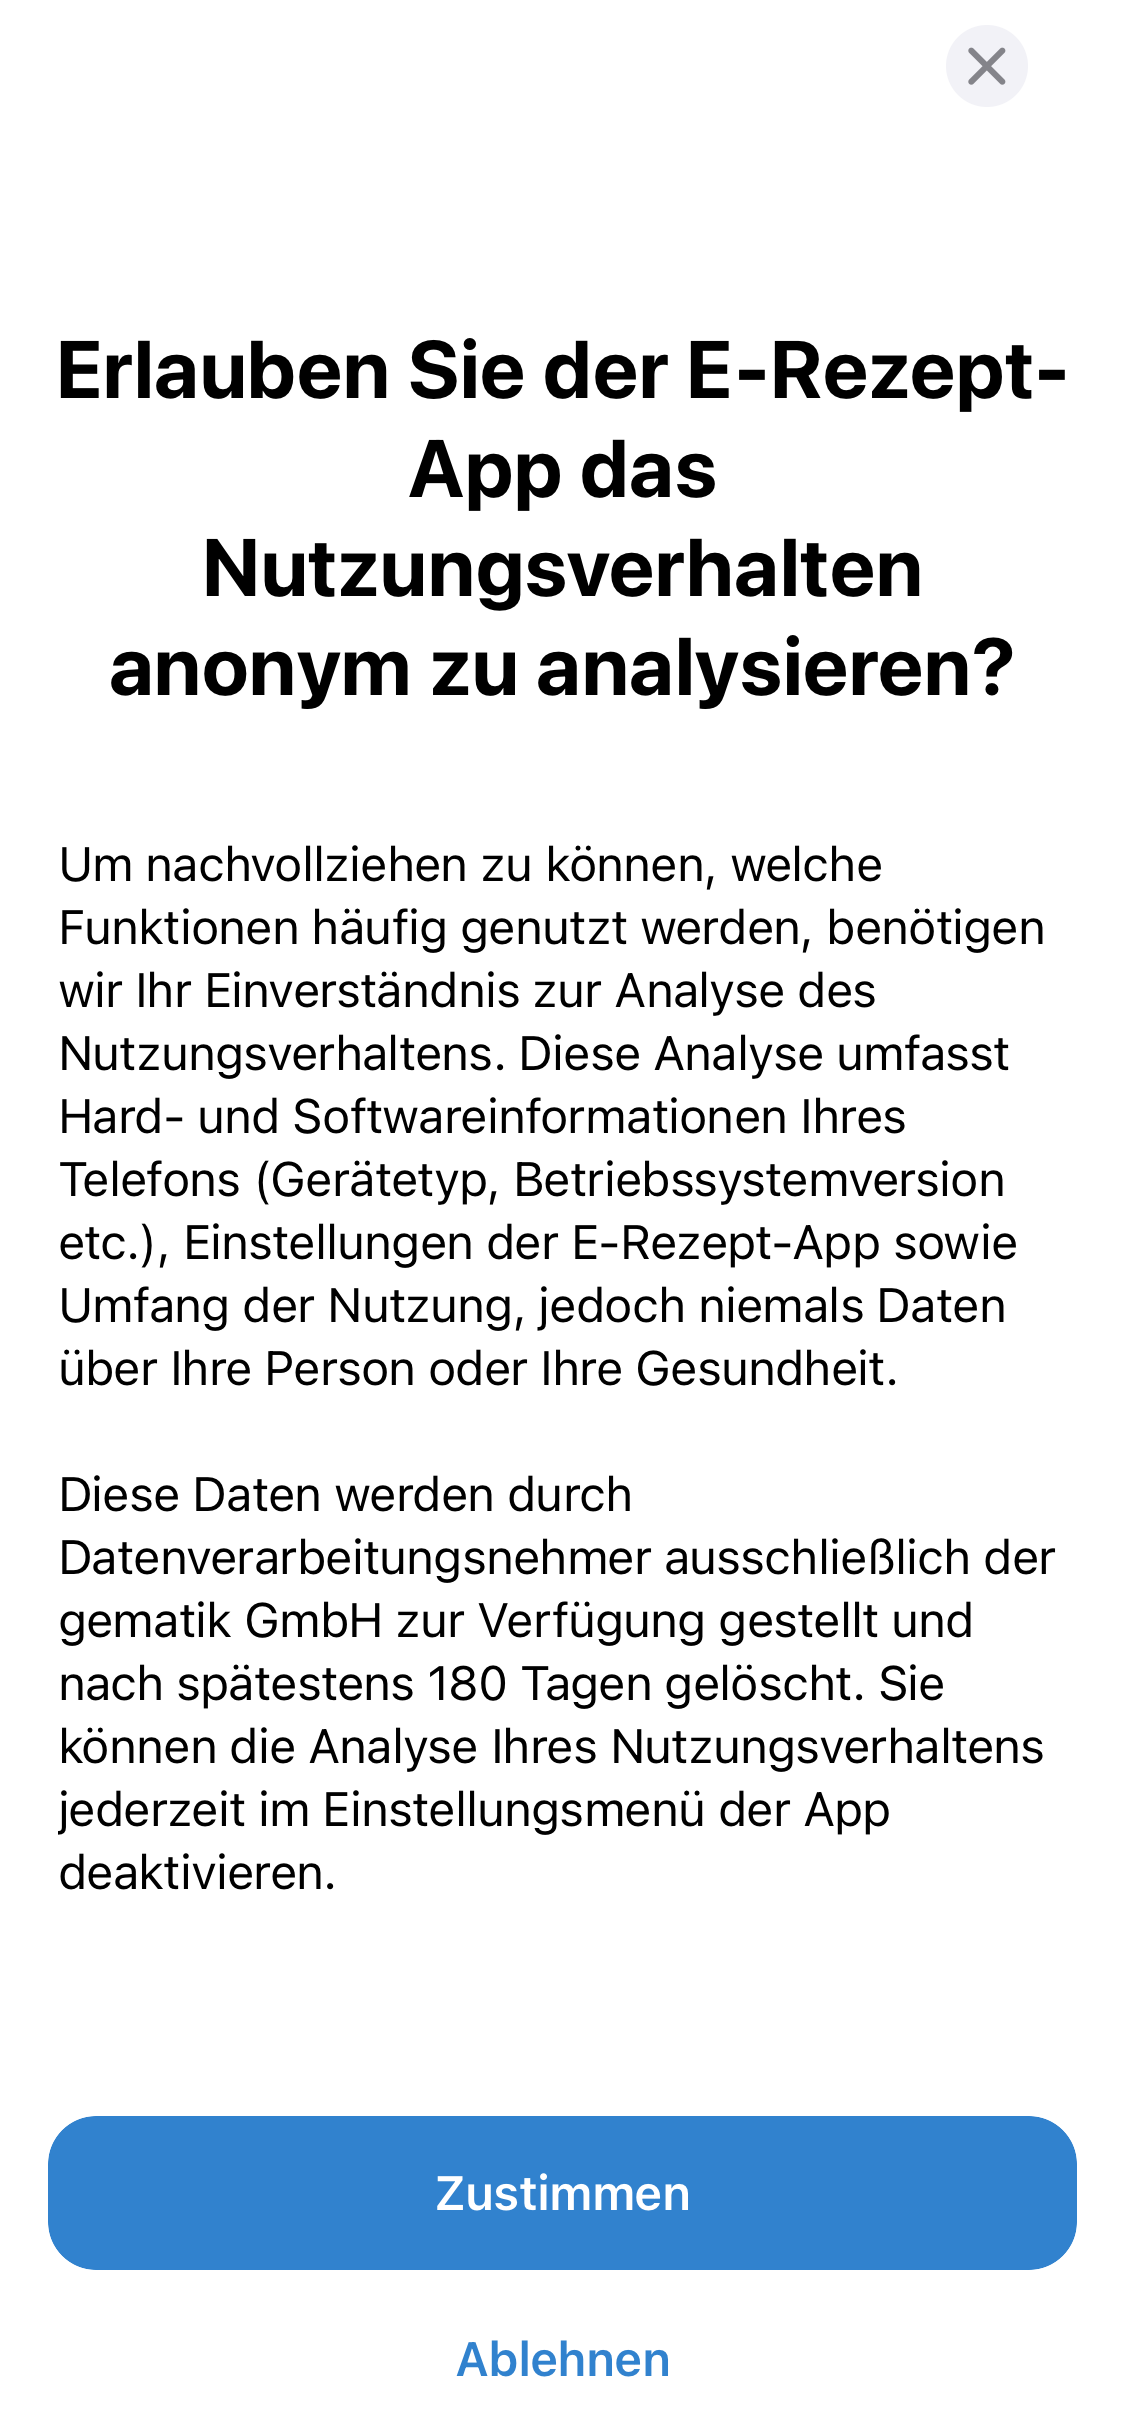 Erlauben Sie der E-Rezept-
App das
Nutzungsverhalten
anonym zu analysieren?
Um nachvollziehen zu können, welche
Funktionen häufig genutzt werden, benötigen
wir Ihr Einverständnis zur Analyse des
Nutzungsverhaltens. Diese Analyse umfasst
Hard- und Softwareinformationen Ihres
Telefons (Gerätetyp, Betriebssystemversion
etc.), Einstellungen der E-Rezept-App sowie
Umfang der Nutzung, jedoch niemals Daten
über Ihre Person oder Ihre Gesundheit.
Diese Daten werden durch
Datenverarbeitungsnehmer ausschließlich der
gematik GmbH zur Verfügung gestellt und
nach spätestens 180 Tagen gelöscht. Sie
können die Analyse Ihres Nutzungsverhaltens
jederzeit im Einstellungsmenü der App
deaktivieren.
Zustimmen
Ablehnen